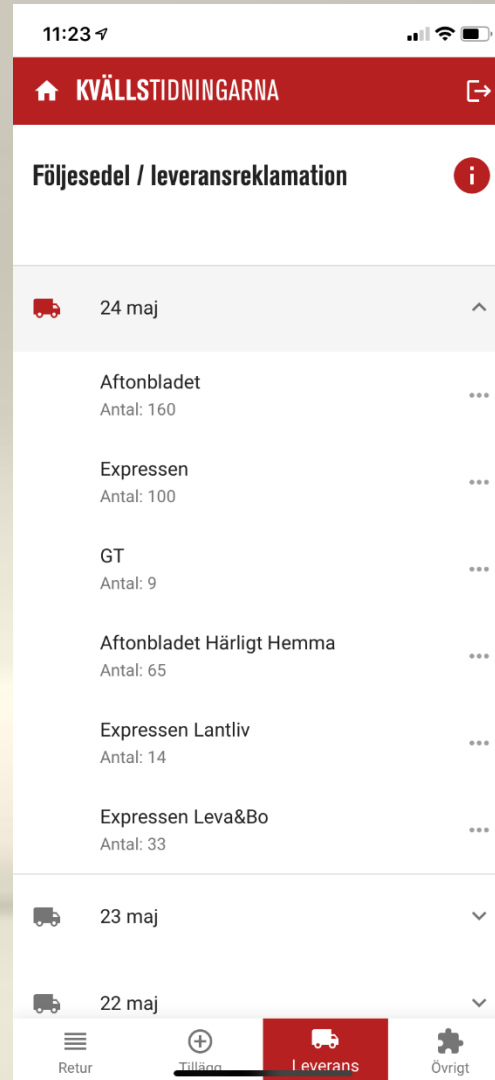 11:23
KVÄLLSTIDNINGARNA
Följesedel / leveransreklamation
24 maj
Aftonbladet
Antal: 160
Expressen
Antal: 100
GT
Antal: 9
Aftonbladet Härligt Hemma
Antal: 65
Expressen Lantliv
Antal: 14
Expressen Leva&Bo
Antal: 33
23 maj
22 maj
Retur
Tillägg
Leverans
Övrigt